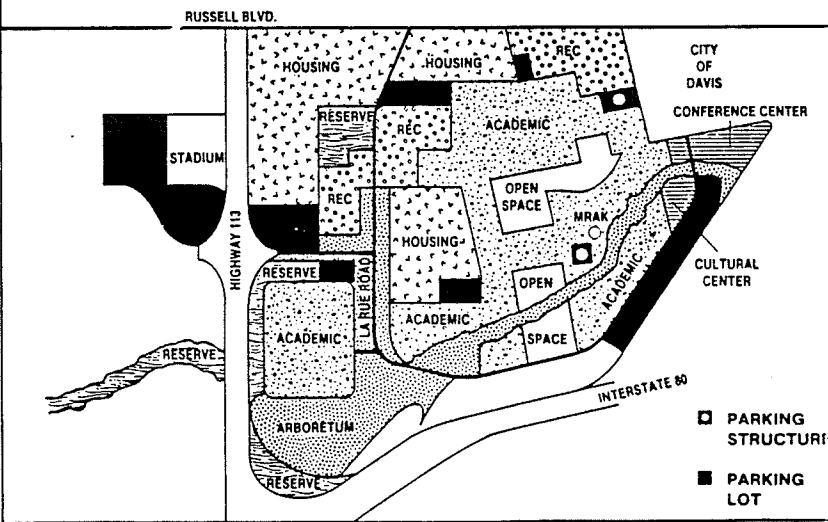 RUSSELL BLVD.
HOUSING
HOUSING
REC
CITY
OF
DAVIS
CONFERENCE CENTER
RESERVE
REC
ACADEMIC
STADIUM
OPEN
SPACE
REC
MRAK
HOUSING
HIGHWAY 113
RESERVE
LA RUE ROAD
OPEN
ACADEMIC
CULTURAL
CENTER
ACADEMIC
ACADEMIC
SPACE
RESERVE
INTERSTATE 80
ARBORETUM
RESERVE
PARKING
STRUCTURE
PARKING
LOT